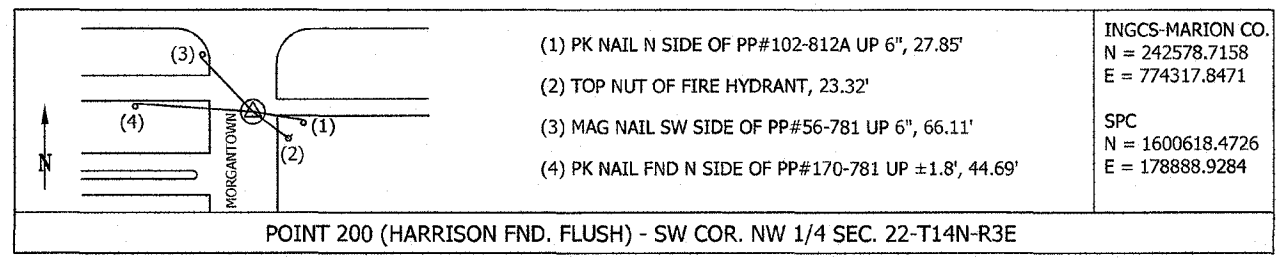 (3)
(4)
(1)
(2)
N
MORGANTOWN
(1) PK NAIL N SIDE OF PP#102-812A UP 6", 27.85'
(2) TOP NUT OF FIRE HYDRANT, 23.32'
(3) MAG NAIL SW SIDE OF PP#56-781 UP 6", 66.11'
(4) PK NAIL FND N SIDE OF PP#170-781 UP ±1.8', 44.69'
INGCS-MARION CO.
N = 242578.7158
E = 774317.8471
SPC
N = 1600618.4726
E = 178888.9284
POINT 200 (HARRISON FND. FLUSH) - SW COR. NW 1/4 SEC. 22-T14N-R3E